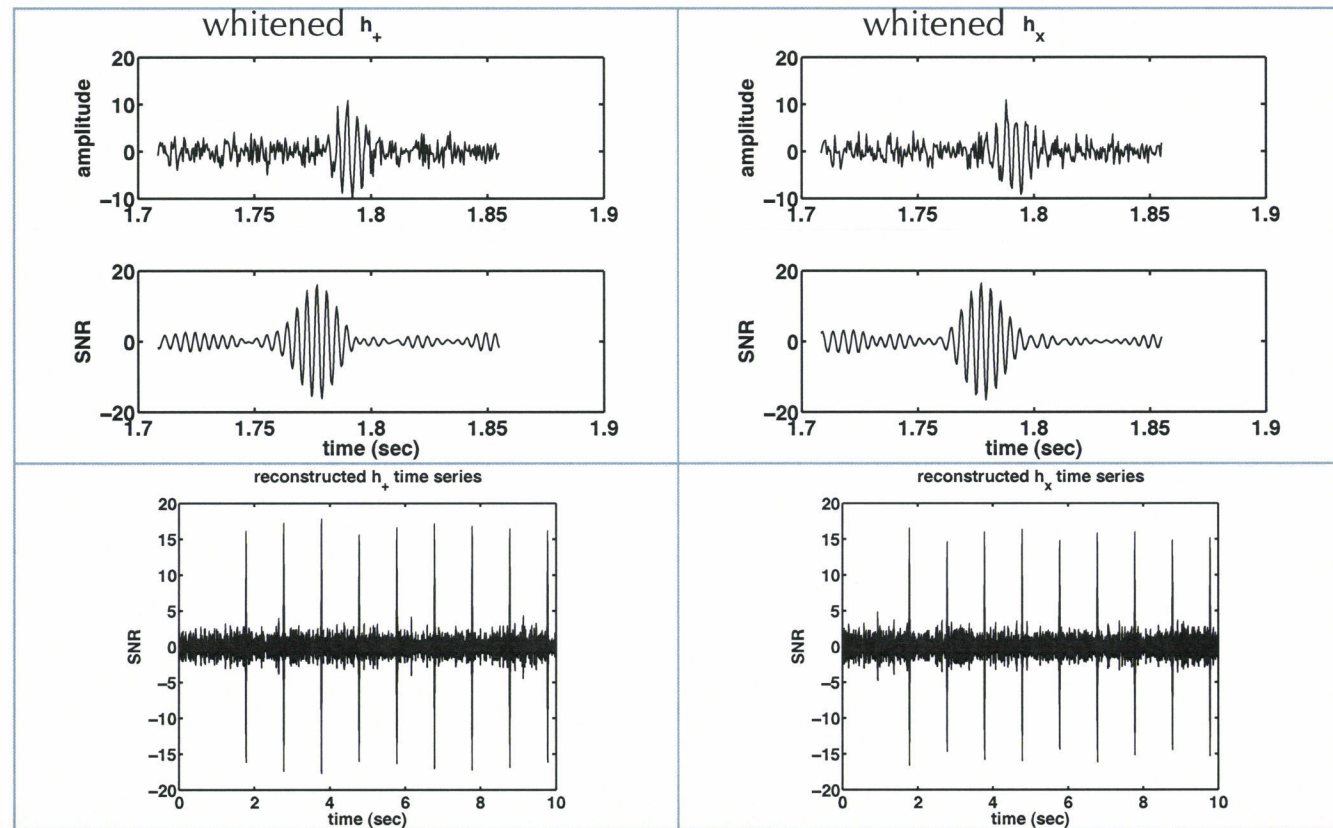 whitened h+
20
10
0
−10
amplitude
1.7 1.75 1.8 1.85 1.9
20
0
−20
SNR
1.7 1.75 1.8 1.85 1.9
time (sec)
whitened hx
20
10
0
−10
amplitude
1.7 1.75 1.8 1.85 1.9
20
0
−20
SNR
1.7 1.75 1.8 1.85 1.9
time (sec)
reconstructed h+ time series
20
15
10
5
0
−5
−10
−15
−20
SNR
0 2 4 6 8 10
time (sec)
reconstructed hx time series
20
15
10
5
0
−5
−10
−15
−20
SNR
0 2 4 6 8 10
time (sec)